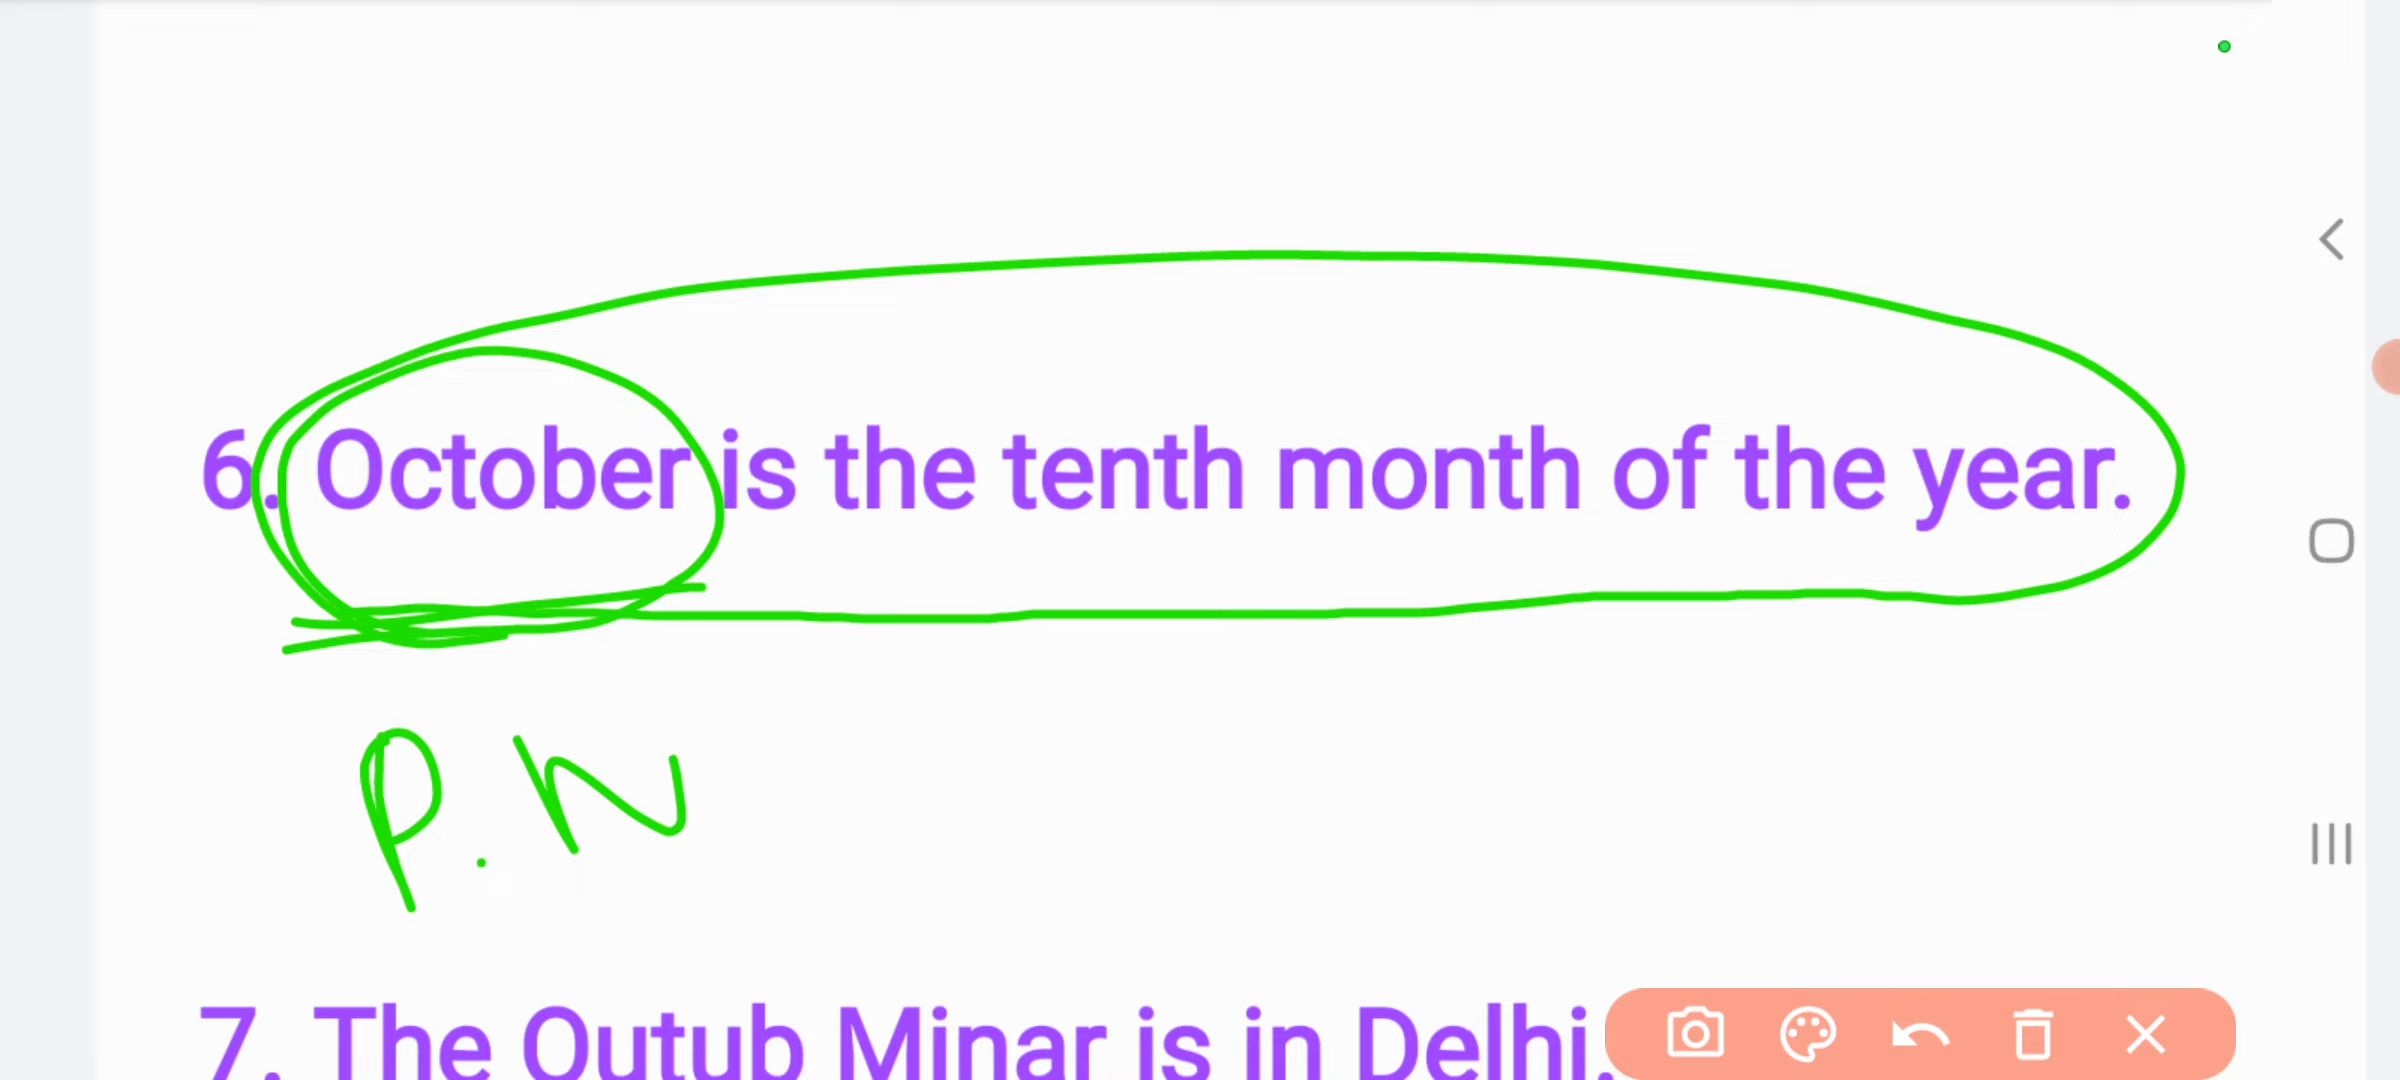 6. October is the tenth month of the year.
P. N
7. The Qutub Minar is in Delhi.